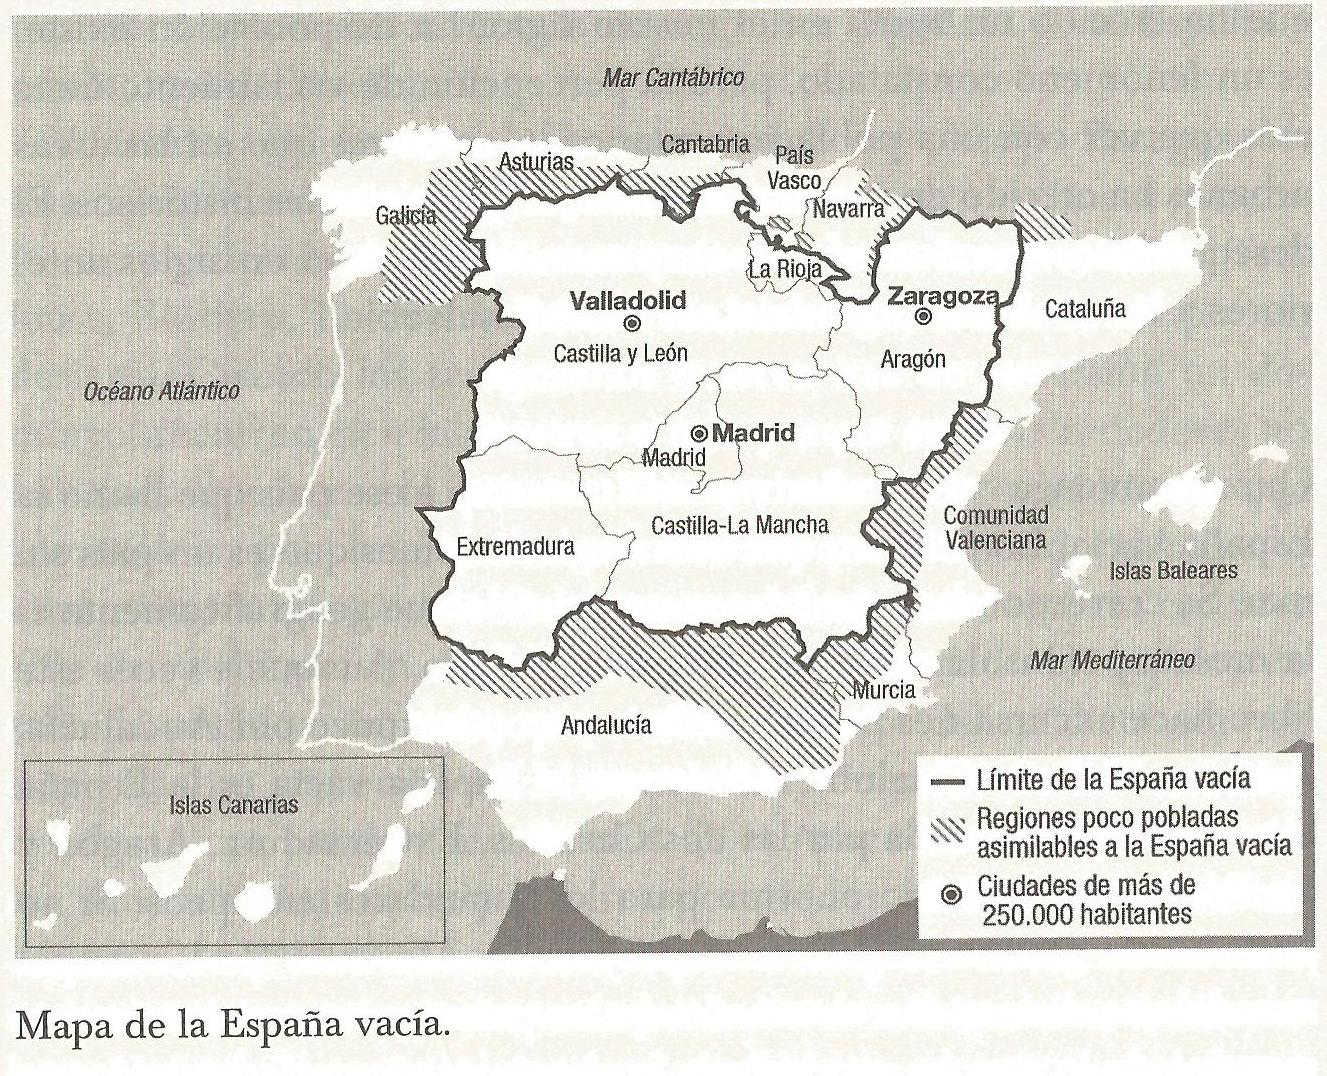 Mar Cantábrico
Cantabria
Asturias
País
Vasco
Galicia
Navarra
La Rioja
Valladolid
Zaragoza
Cataluña
Castilla y León
Aragón
Océano Atlántico
Madrid
Madrid
Castilla-La Mancha
Comunidad
Valenciana
Extremadura
Islas Baleares
Mar Mediterráneo
Murcia
Andalucía
Islas Canarias
Límite de la España vacía
Regiones poco pobladas
asimilables a la España vacía
Ciudades de más de
250.000 habitantes
Mapa de la España vacía.